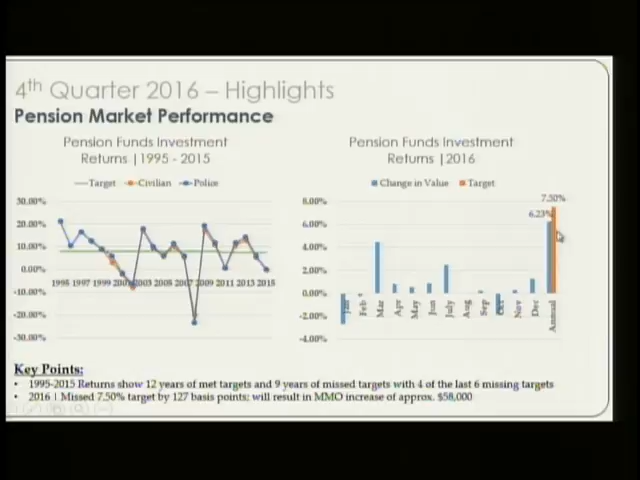 4th Quarter 2016 – Highlights
Pension Market Performance
Pension Funds Investment
Returns |1995 - 2015
Target Civilian Police
30.00%
20.00%
10.00%
0.00%
-10.00%
-20.00%
-30.00%
1995 1997 1999 2001 2003 2005 2007 2009 2011 2013 2015
Pension Funds Investment
Returns |2016
Change in Value Target
8.00%
6.00%
4.00%
2.00%
0.00%
-2.00%
-4.00%
7.50%
6.23%
Jan Feb Mar Apr May Jun July Aug Sep Oct Nov Dec Annual
Key Points:
• 1995-2015 Returns show 12 years of met targets and 9 years of missed targets with 4 of the last 6 missing targets
• 2016 | Missed 7.50% target by 127 basis points; will result in MMO increase of approx. $58,000